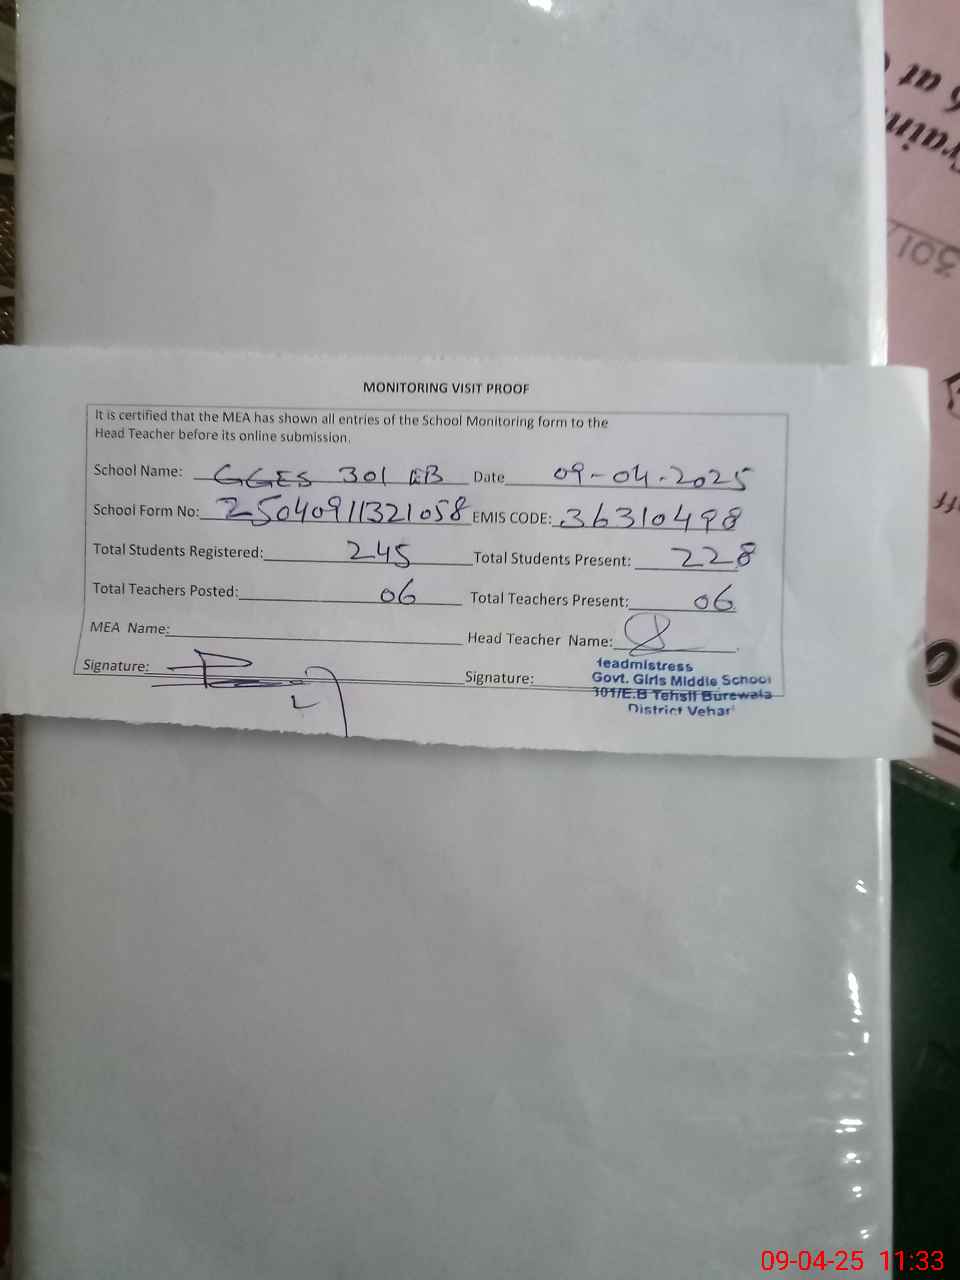 MONITORING VISIT PROOF
It is certified that the MEA has shown all entries of the School Monitoring form to the
Head Teacher before its online submission.
School Name: GGES 301 EB Date 09-04-2025
School Form No: 25040911321058 EMIS CODE: 36310498
Total Students Registered: 245 Total Students Present: 228
Total Teachers Posted: 06 Total Teachers Present: 06
MEA Name: Head Teacher Name:
Signature: Signature:
Headmistress
Govt. Girls Middle School
301/E.B Tehsil Burewala
District Vehari
at
301/
09-04-25 11:33